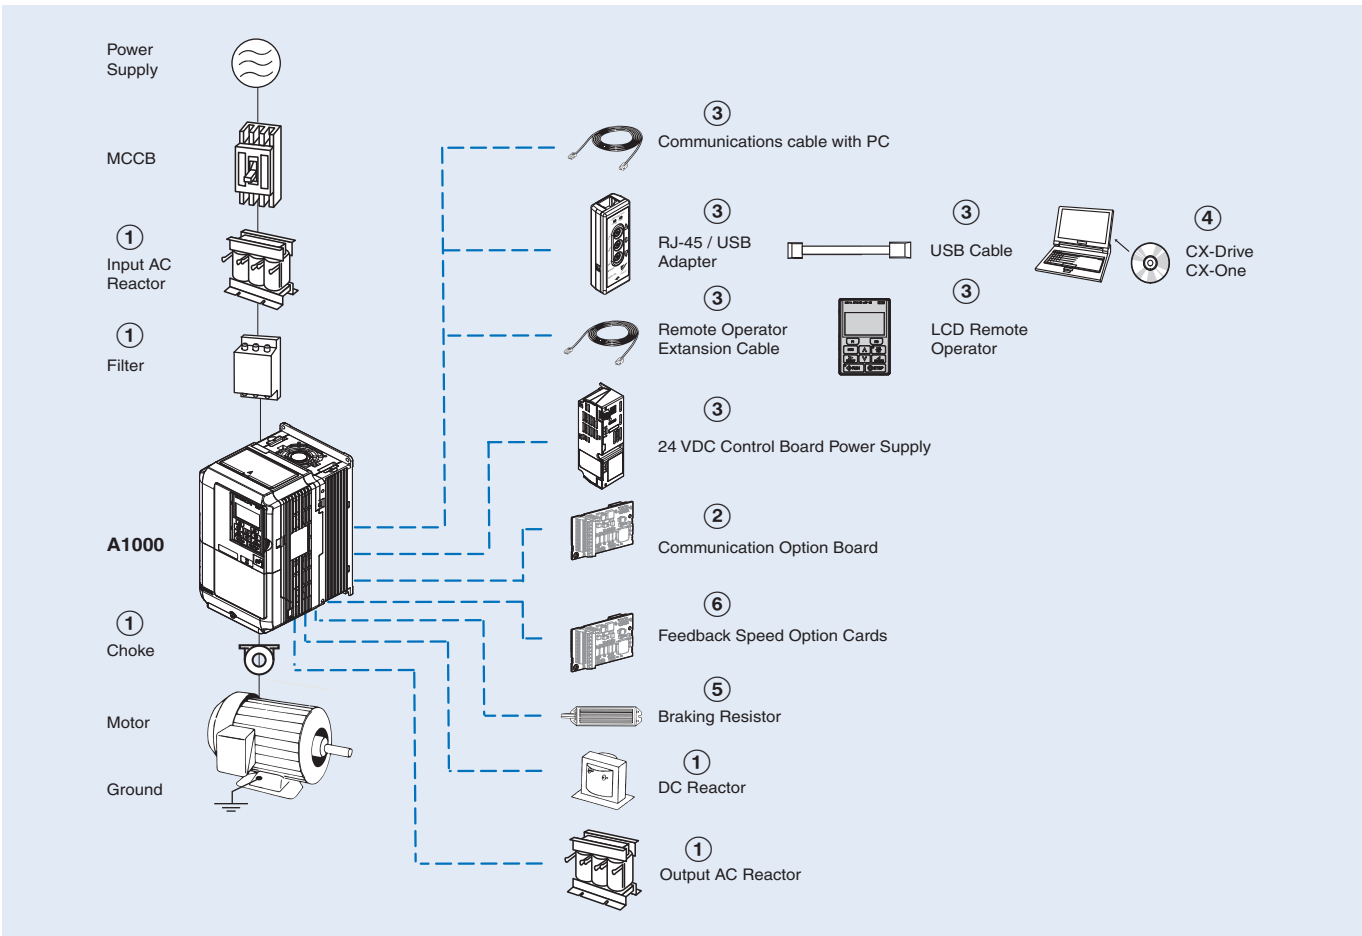 Power
Supply
MCCB
1
Input AC
Reactor
1
Filter
A1000
1
Choke
Motor
Ground
3
Communications cable with PC
3
RJ-45 / USB
Adapter
3
USB Cable
4
CX-Drive
CX-One
3
Remote Operator
Extansion Cable
3
LCD Remote
Operator
3
24 VDC Control Board Power Supply
2
Communication Option Board
6
Feedback Speed Option Cards
5
Braking Resistor
1
DC Reactor
1
Output AC Reactor